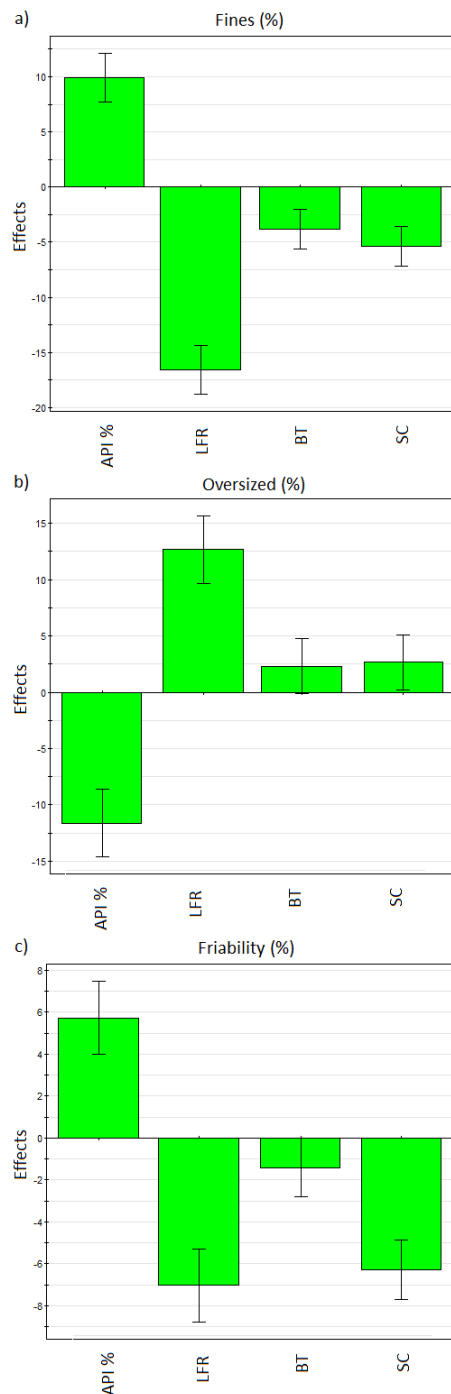 a)
Fines (%)
10
5
0
-5
-10
-15
-20
Effects
API %
LFR
BT
SC
b)
Oversized (%)
15
10
5
0
-5
-10
-15
Effects
API %
LFR
BT
SC
c)
Friability (%)
8
6
4
2
0
-2
-4
-6
-8
Effects
API %
LFR
BT
SC